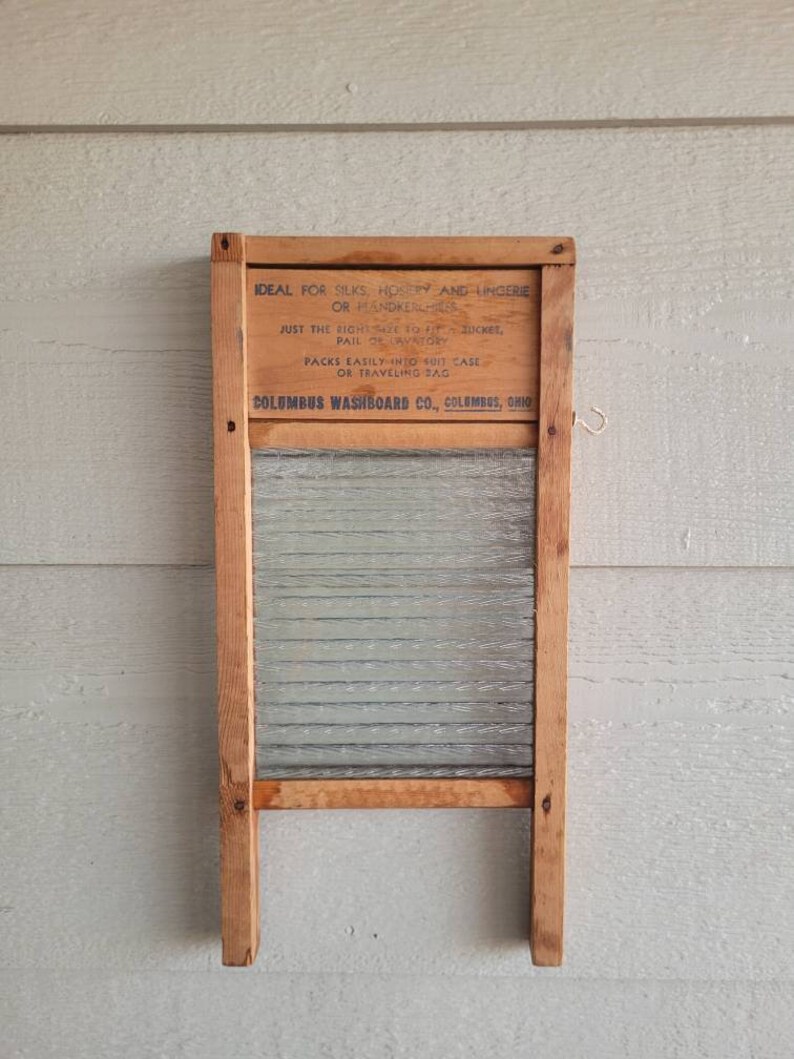 IDEAL FOR SILKS, HOSIERY AND LINGERIE
OR HANDKERCHIEFS
JUST THE RIGHT SIZE TO FIT A BUCKET,
PAIL OR LAVATORY
PACKS EASILY INTO SUIT CASE
OR TRAVELING BAG
COLUMBUS WASHBOARD CO., COLUMBUS, OHIO